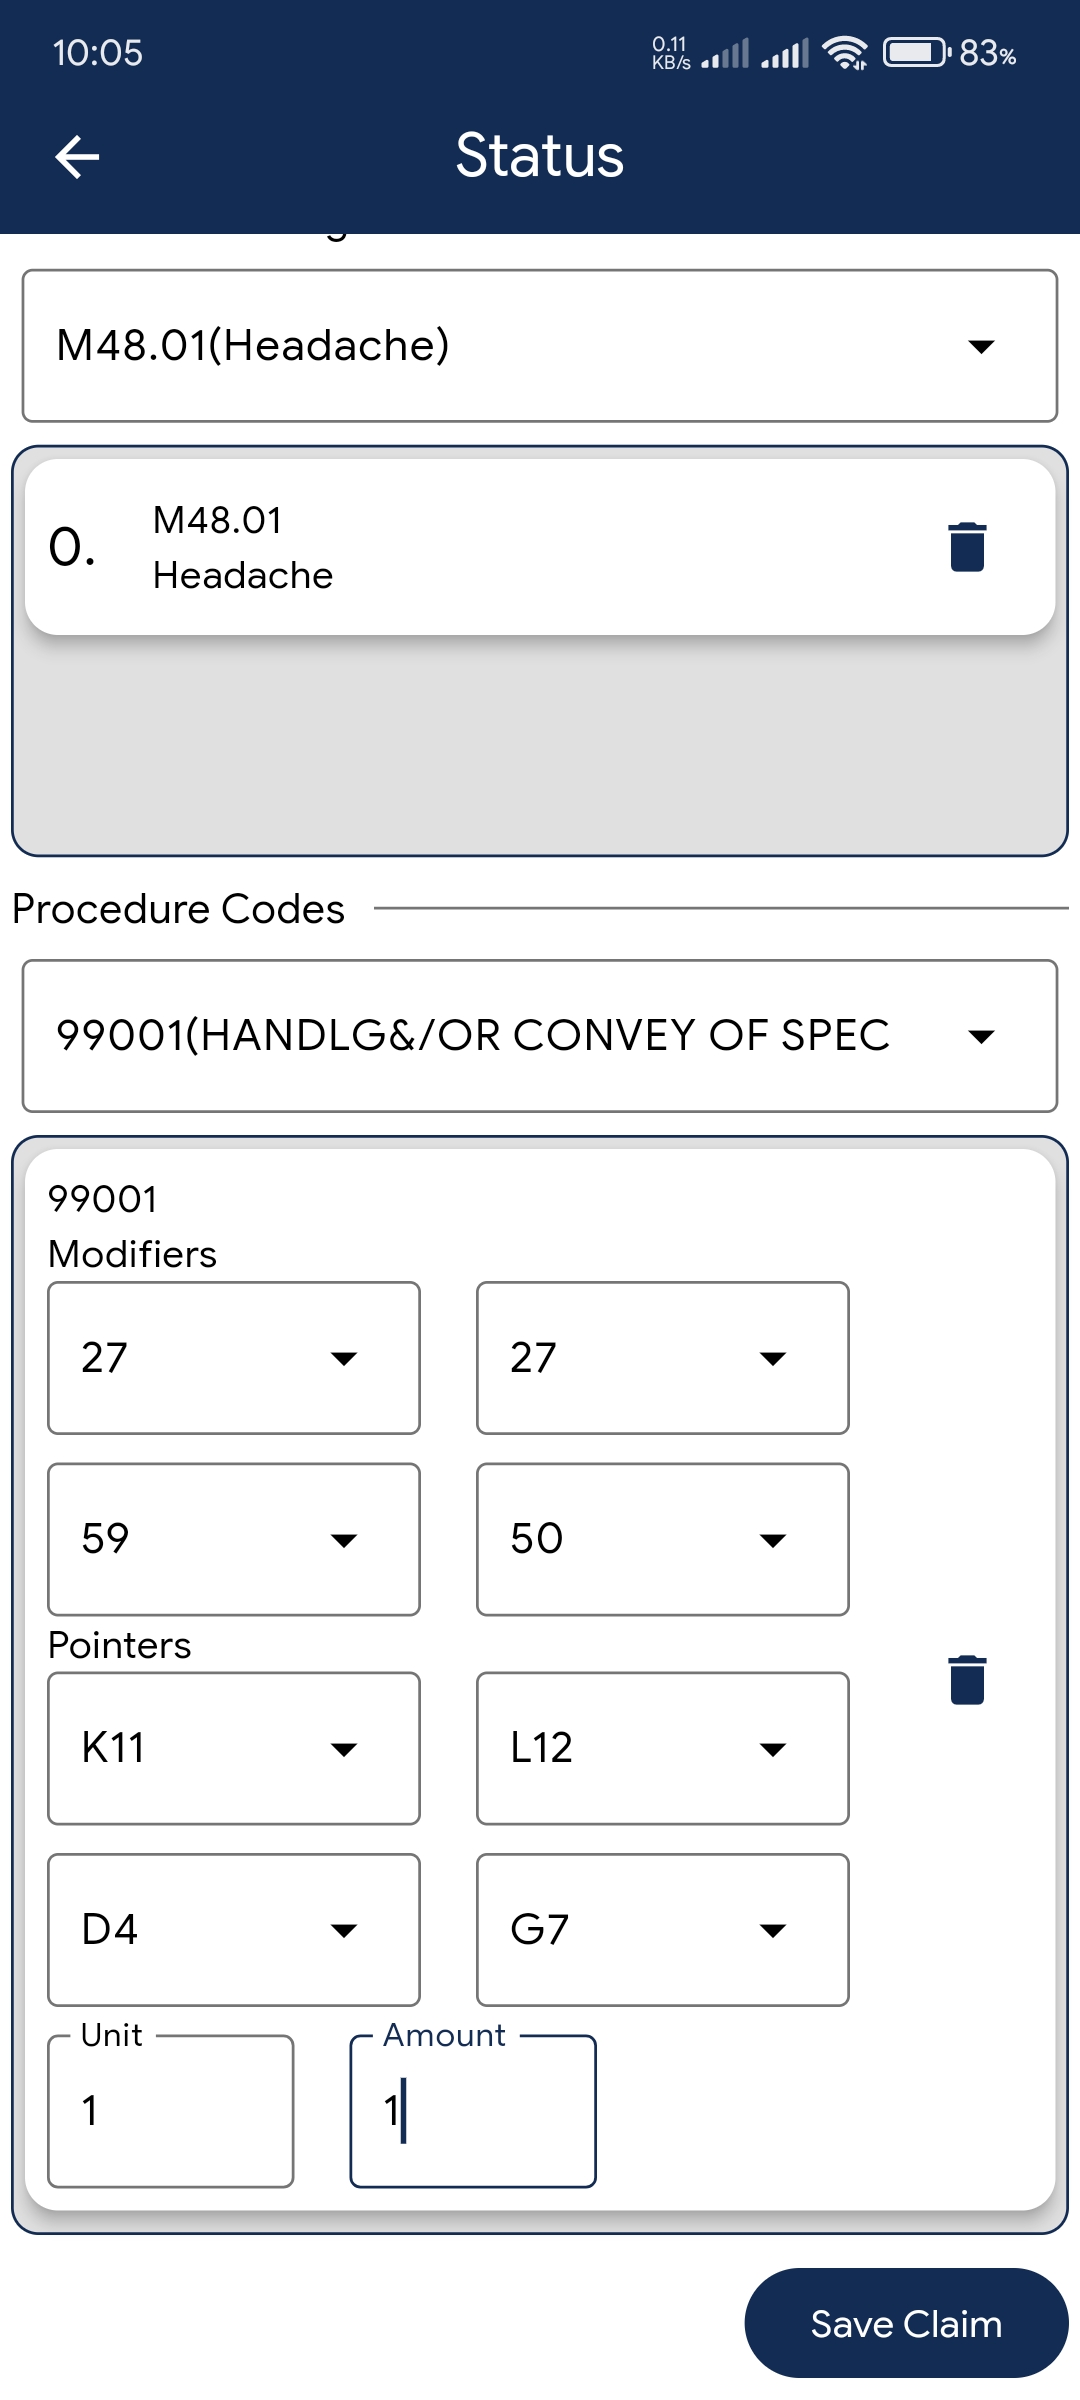 10:05
0.11
KB/s
83%
Status
M48.01(Headache)
0.
M48.01
Headache
Procedure Codes
99001(HANDLG&/OR CONVEY OF SPEC
99001
Modifiers
27 27
59 50
Pointers
K11 L12
D4 G7
Unit Amount
1 1
Save Claim